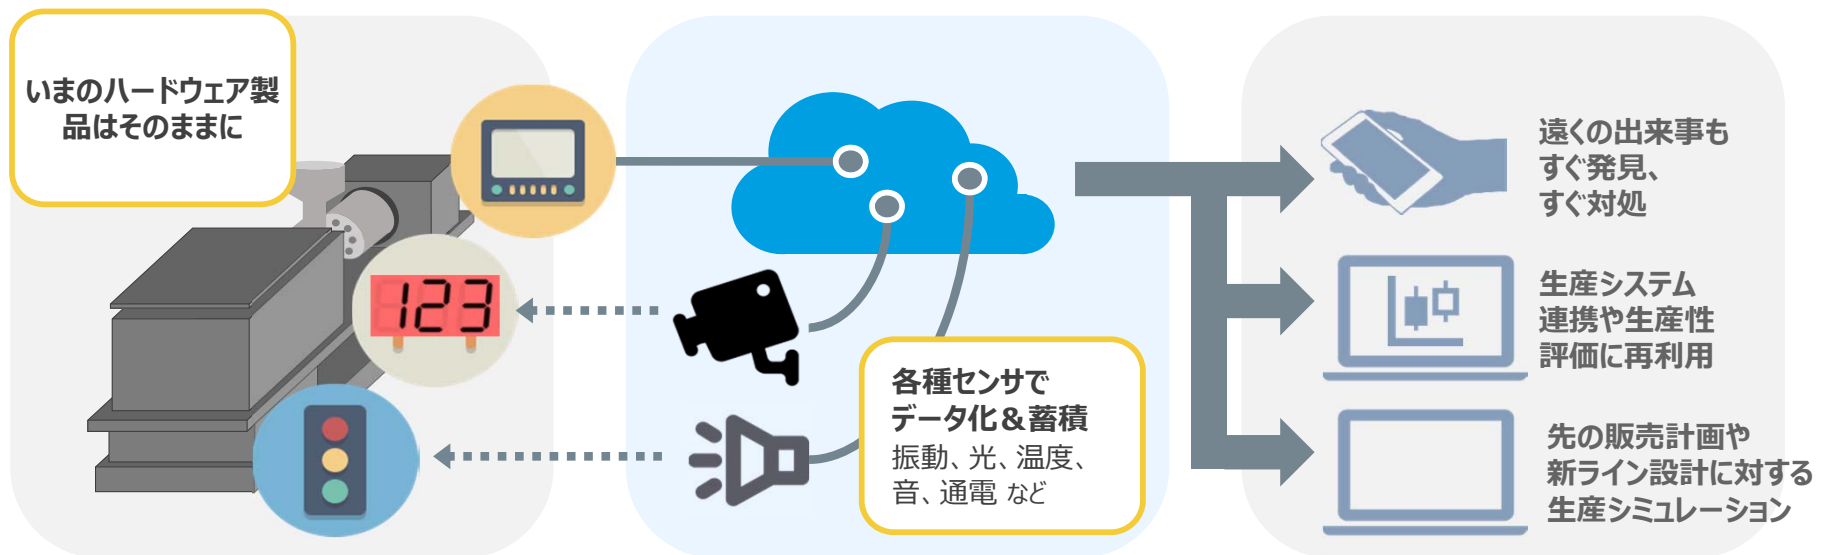 いまのハードウェア製
品はそのままに
123
各種センサで
データ化＆蓄積
振動、光、温度、
音、通電 など
遠くの出来事も
すぐ発見、
すぐ対処
生産システム
連携や生産性
評価に再利用
先の販売計画や
新ライン設計に対する
生産シミュレーション